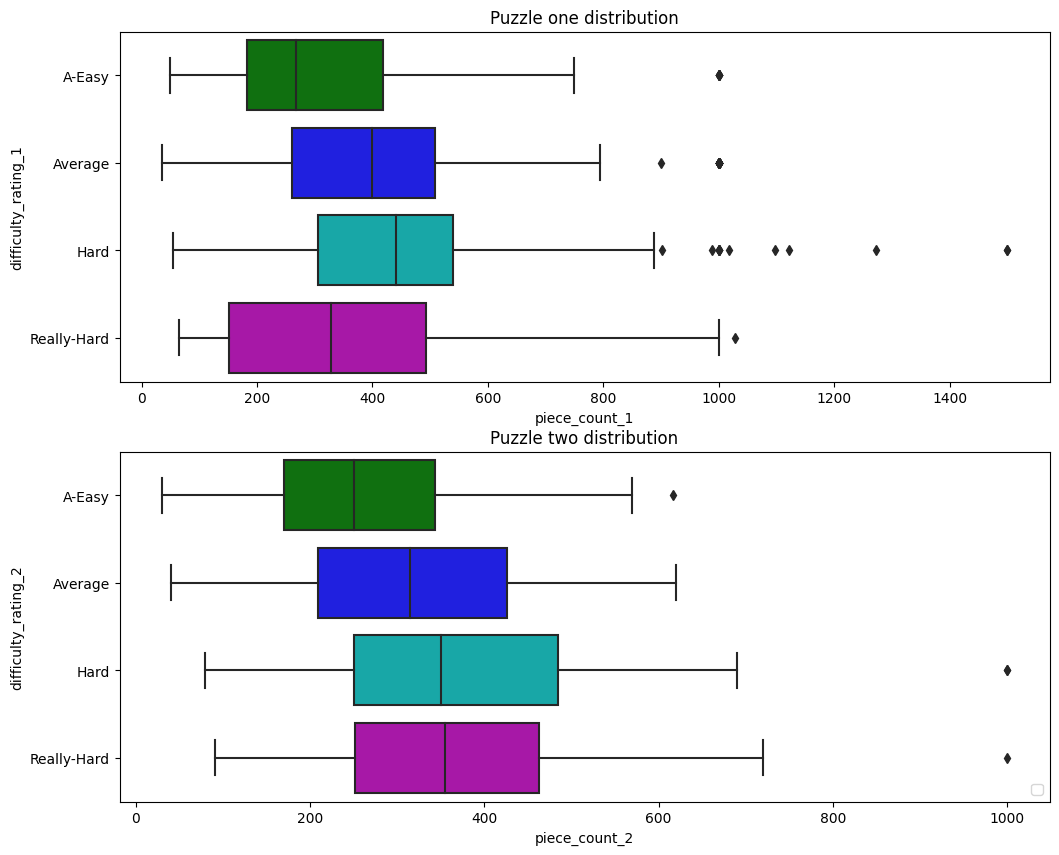 Puzzle one distribution
difficulty_rating_1
A-Easy
Average
Hard
Really-Hard
0 200 400 600 800 1000 1200 1400
piece_count_1
Puzzle two distribution
difficulty_rating_2
A-Easy
Average
Hard
Really-Hard
0 200 400 600 800 1000
piece_count_2